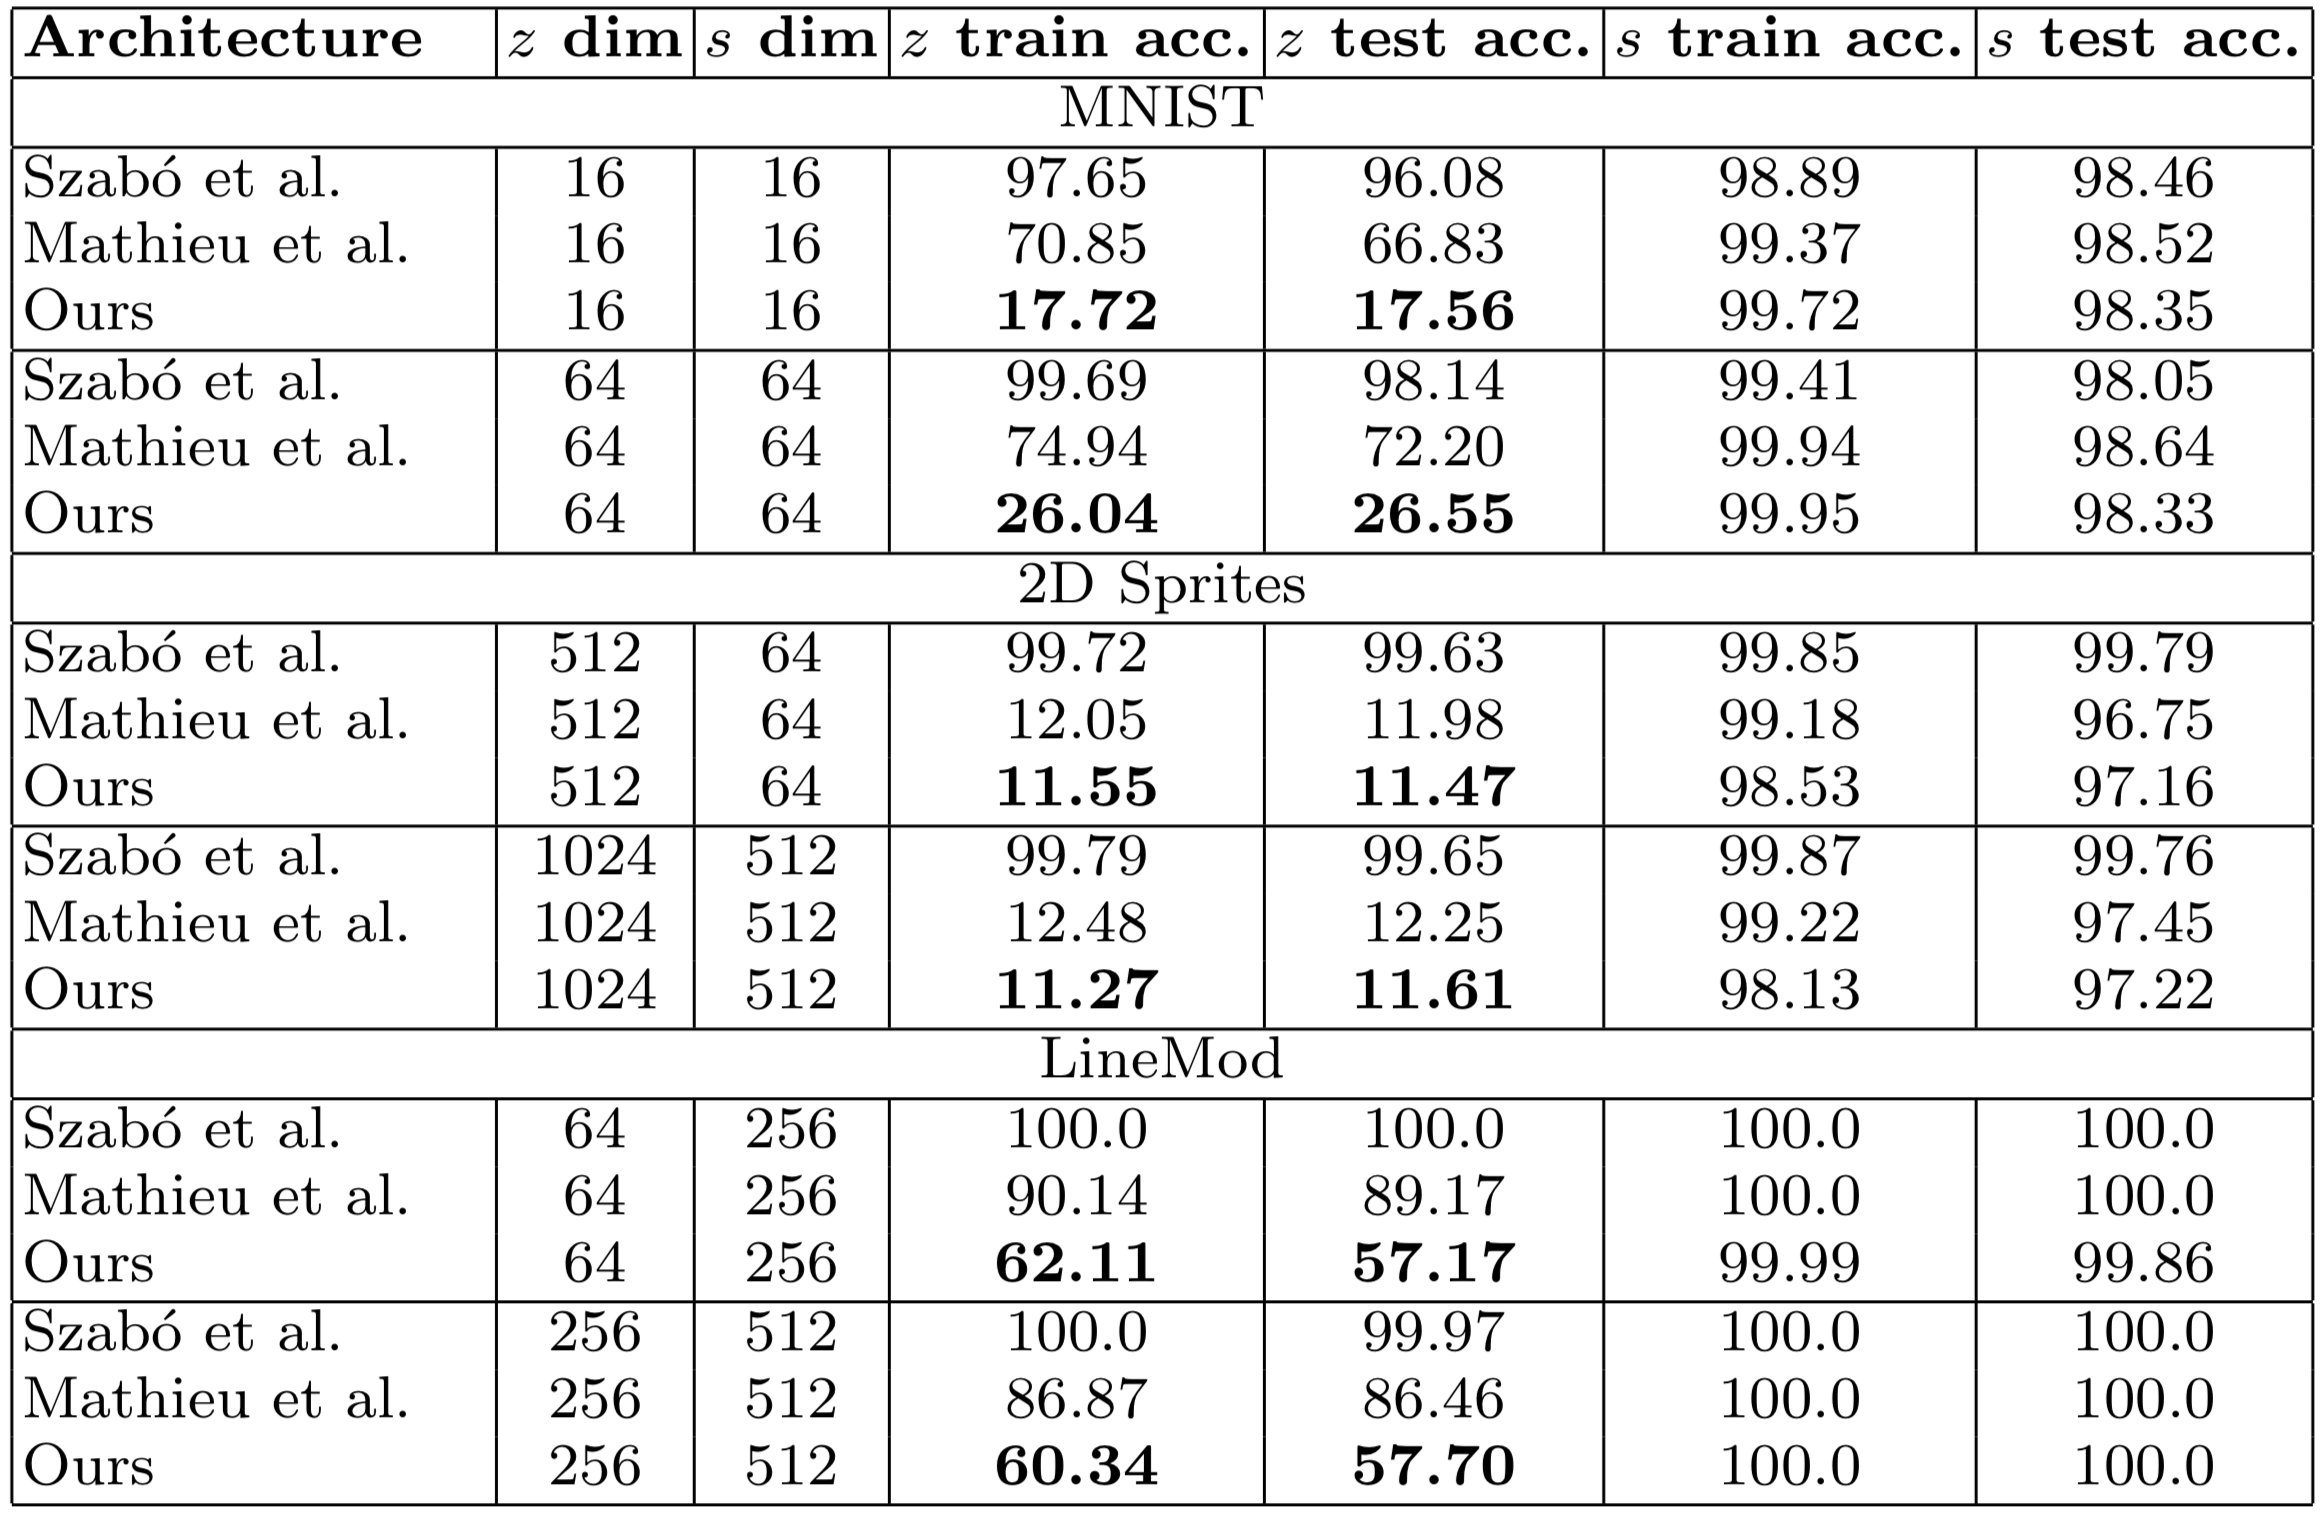 Architecture z dim s dim z train acc. z test acc. s train acc. s test acc.
MNIST
Szabó et al. 16 16 97.65 96.08 98.89 98.46
Mathieu et al. 16 16 70.85 66.83 99.37 98.52
Ours 16 16 17.72 17.56 99.72 98.35
Szabó et al. 64 64 99.69 98.14 99.41 98.05
Mathieu et al. 64 64 74.94 72.20 99.94 98.64
Ours 64 64 26.04 26.55 99.95 98.33
2D Sprites
Szabó et al. 512 64 99.72 99.63 99.85 99.79
Mathieu et al. 512 64 12.05 11.98 99.18 96.75
Ours 512 64 11.55 11.47 98.53 97.16
Szabó et al. 1024 512 99.79 99.65 99.87 99.76
Mathieu et al. 1024 512 12.48 12.25 99.22 97.45
Ours 1024 512 11.27 11.61 98.13 97.22
LineMod
Szabó et al. 64 256 100.0 100.0 100.0 100.0
Mathieu et al. 64 256 90.14 89.17 100.0 100.0
Ours 64 256 62.11 57.17 99.99 99.86
Szabó et al. 256 512 100.0 99.97 100.0 100.0
Mathieu et al. 256 512 86.87 86.46 100.0 100.0
Ours 256 512 60.34 57.70 100.0 100.0